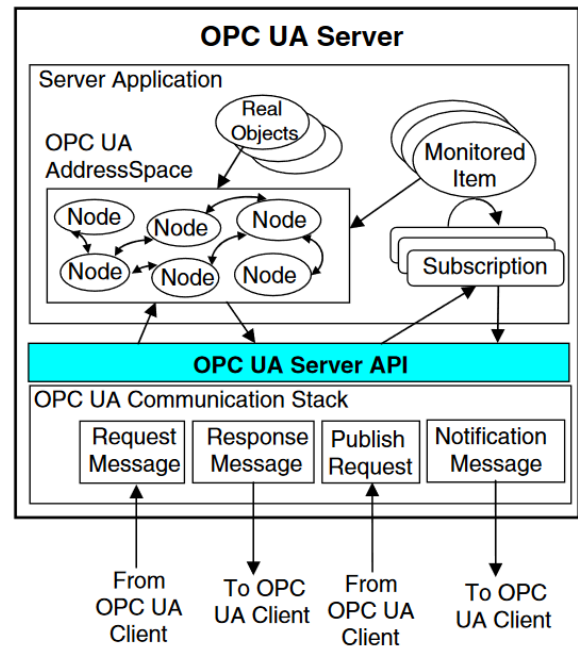 OPC UA Server
Server Application
Real
Objects
OPC UA
AddressSpace
Monitored
Item
Node
Node
Node
Node
Node
Node
Subscription
OPC UA Server API
OPC UA Communication Stack
Request
Message
Response
Message
Publish
Request
Notification
Message
From
OPC UA
Client
To OPC
UA Client
From
OPC UA
Client
To OPC
UA Client